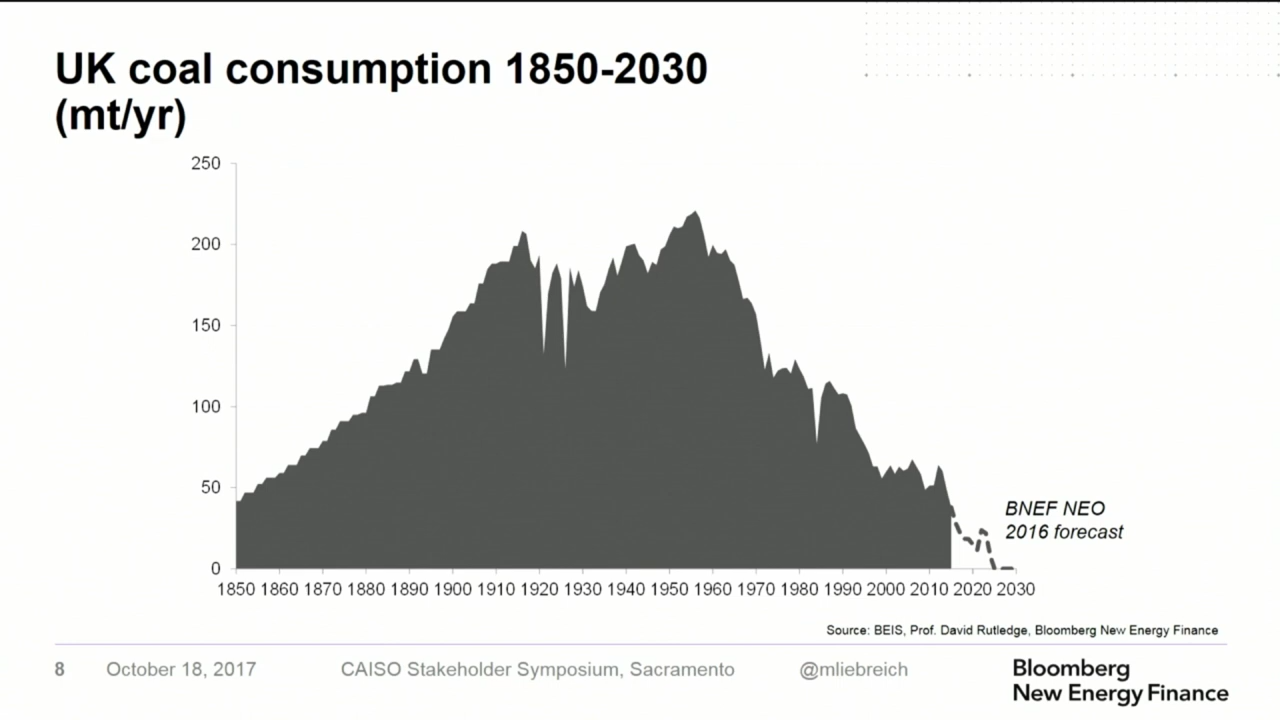 UK coal consumption 1850-2030
(mt/yr)
250
200
150
100
50
0
1850 1860 1870 1880 1890 1900 1910 1920 1930 1940 1950 1960 1970 1980 1990 2000 2010 2020 2030
BNEF NEO
2016 forecast
Source: BEIS, Prof. David Rutledge, Bloomberg New Energy Finance
8 October 18, 2017 CAISO Stakeholder Symposium, Sacramento @mliebreich
Bloomberg
New Energy Finance